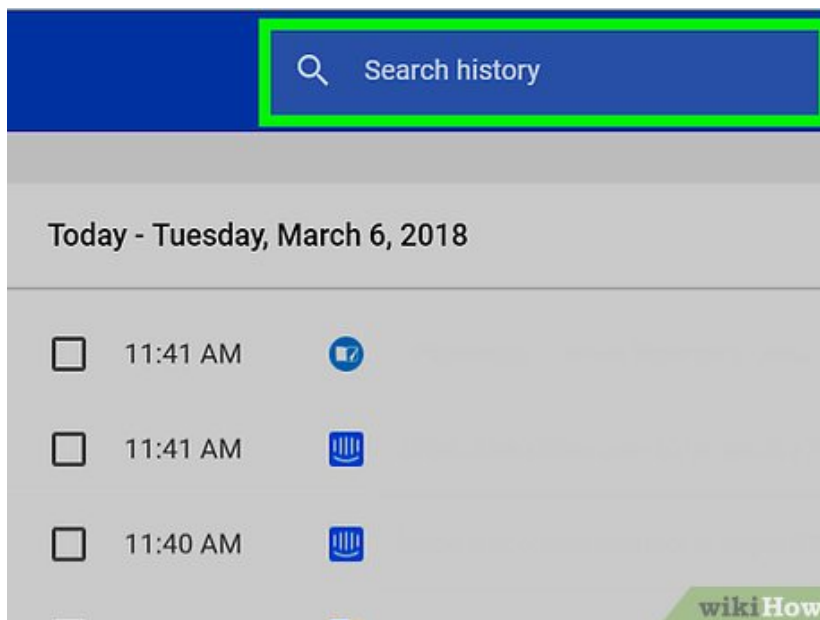 Search history
Today - Tuesday, March 6, 2018
11:41 AM
11:41 AM
11:40 AM
wikiHow